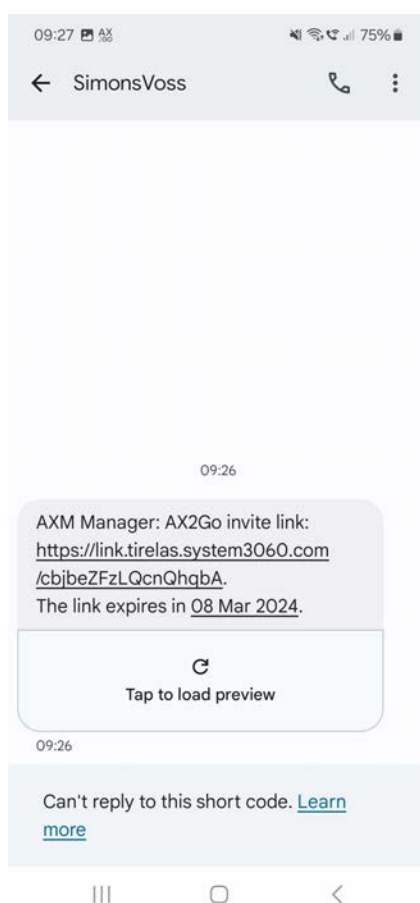 09:27 AX 2GO 75%
SimonsVoss
09:26
AXM Manager: AX2Go invite link:
https://link.tirelas.system3060.com
/cbjbeZFzLQcnQhqbA.
The link expires in 08 Mar 2024.
Tap to load preview
09:26
Can't reply to this short code. Learn
more